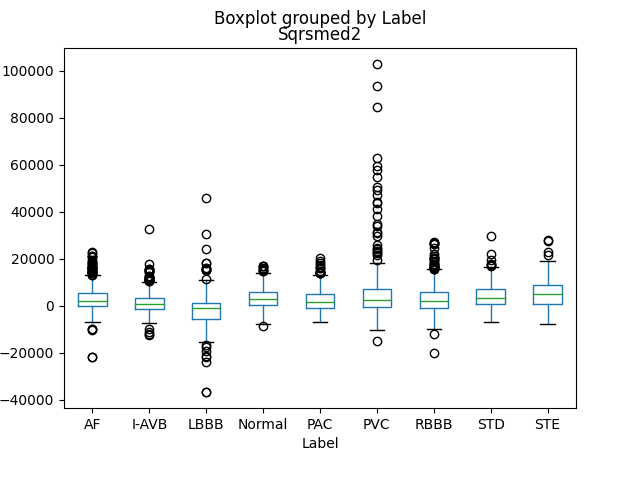 Boxplot grouped by Label
Sqrsmed2
100000
80000
60000
40000
20000
0
−20000
−40000
AF I-AVB LBBB Normal PAC PVC RBBB STD STE
Label